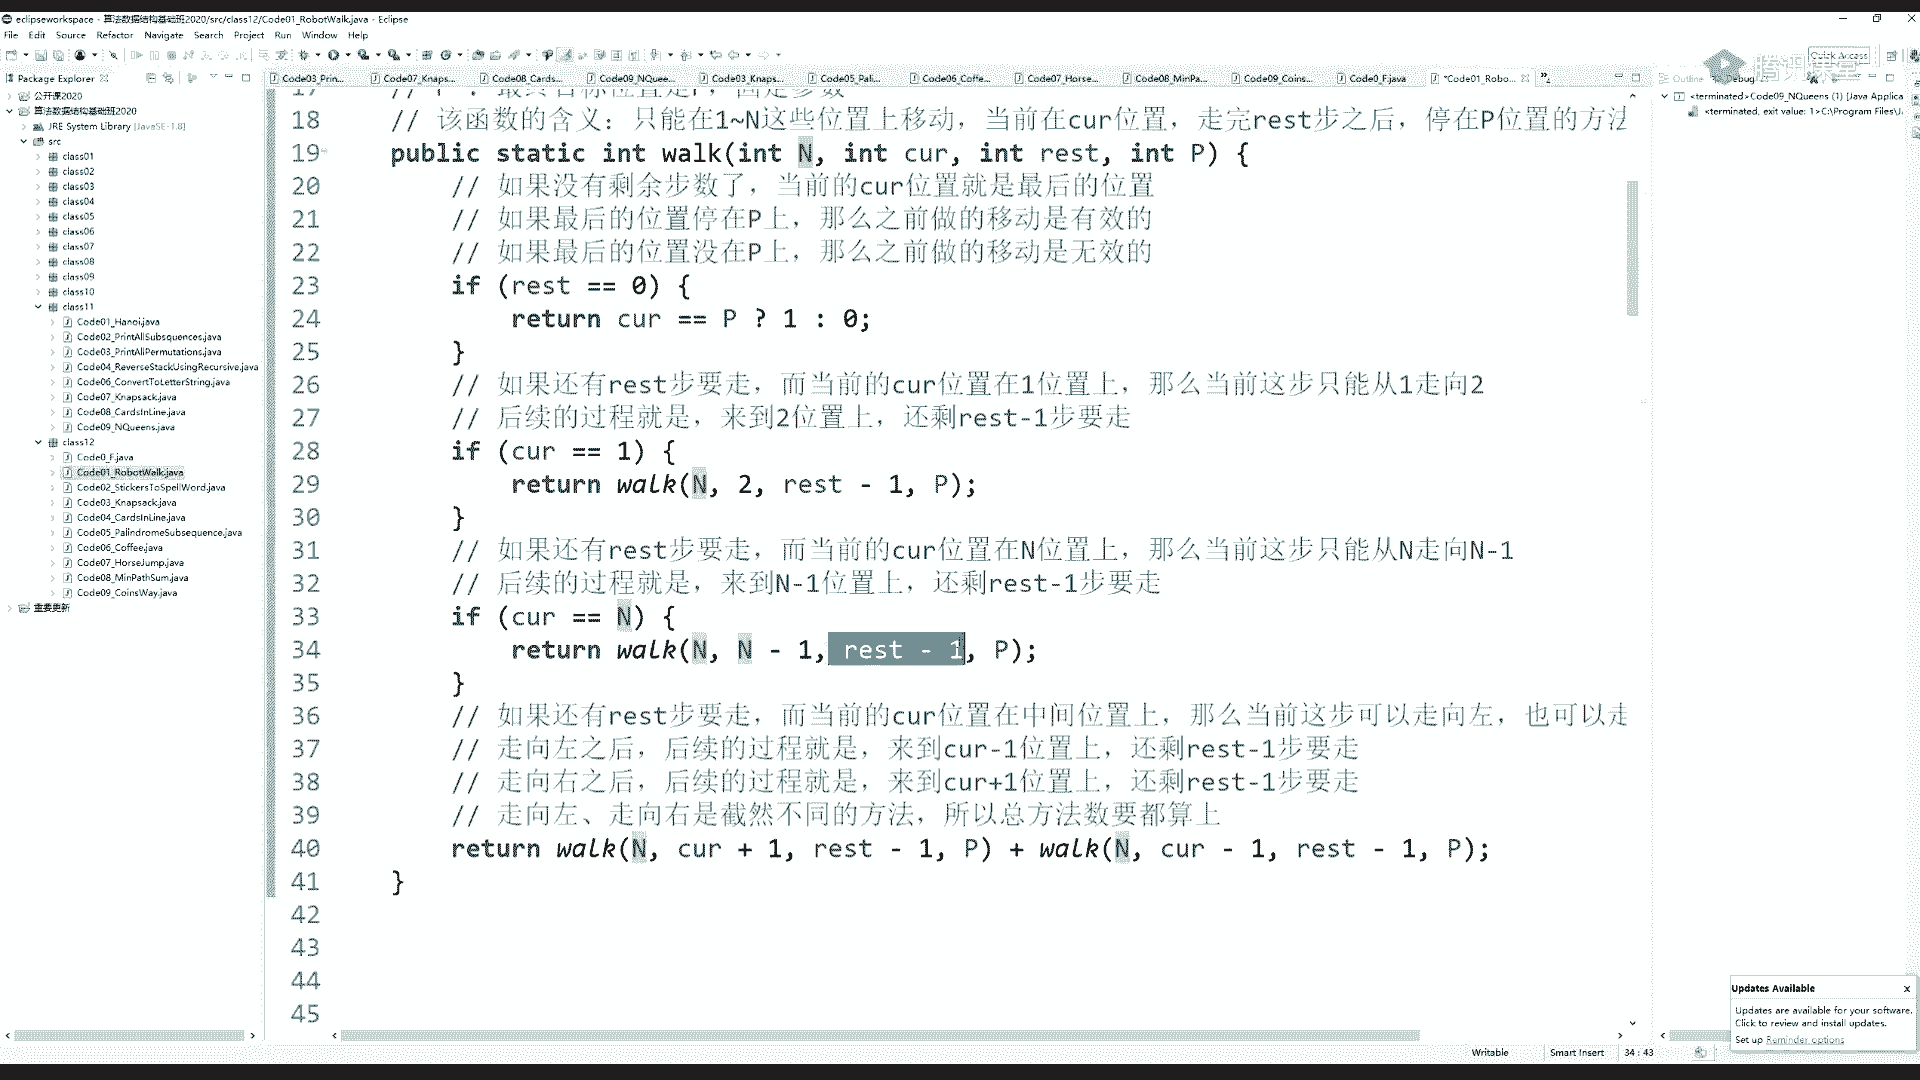 eclipseworkspace - 算法数据结构基础班2020/src/class12/Code01_RobotWalk.java - Eclipse
File Edit Source Refactor Navigate Search Project Run Window Help
Quick Access
腾讯课堂
Package Explorer
Code03_Prin...
Code07_Knaps...
Code08_Cards...
Code09_NQuee...
Code03_Knaps...
Code05_Pali...
Code06_Coffe...
Code07_Horse...
Code08_MinPa...
Code09_Coins...
Code0_F.java
*Code01_Robo...
Outline
Debug
公开课2020
算法数据结构基础班2020
JRE System Library [JavaSE-1.8]
src
class01
class02
class03
class04
class05
class06
class07
class08
class09
class10
class11
Code01_Hanoi.java
Code02_PrintAllSubsquences.java
Code03_PrintAllPermutations.java
Code04_ReverseStackUsingRecursive.java
Code06_ConvertToLetterString.java
Code07_Knapsack.java
Code08_CardsInLine.java
Code09_NQueens.java
class12
Code0_F.java
Code01_RobotWalk.java
Code02_StickersToSpellWord.java
Code03_Knapsack.java
Code04_CardsInLine.java
Code05_PalindromeSubsequence.java
Code06_Coffee.java
Code07_HorseJump.java
Code08_MinPathSum.java
Code09_CoinsWay.java
重要更新
17 // P : 最终目标位置是P，固定参数
18 // 该函数的含义：只能在1~N这些位置上移动，当前在cur位置，走完rest步之后，停在P位置的方法
19 public static int walk(int N, int cur, int rest, int P) {
20 // 如果没有剩余步数了，当前的cur位置就是最后的位置
21 // 如果最后的位置停在P上，那么之前做的移动是有效的
22 // 如果最后的位置没在P上，那么之前做的移动是无效的
23 if (rest == 0) {
24 return cur == P ? 1 : 0;
25 }
26 // 如果还有rest步要走，而当前的cur位置在1位置上，那么当前这步只能从1走向2
27 // 后续的过程就是，来到2位置上，还剩rest-1步要走
28 if (cur == 1) {
29 return walk(N, 2, rest - 1, P);
30 }
31 // 如果还有rest步要走，而当前的cur位置在N位置上，那么当前这步只能从N走向N-1
32 // 后续的过程就是，来到N-1位置上，还剩rest-1步要走
33 if (cur == N) {
34 return walk(N, N - 1, rest - 1, P);
35 }
36 // 如果还有rest步要走，而当前的cur位置在中间位置上，那么当前这步可以走向左，也可以走
37 // 走向左之后，后续的过程就是，来到cur-1位置上，还剩rest-1步要走
38 // 走向右之后，后续的过程就是，来到cur+1位置上，还剩rest-1步要走
39 // 走向左、走向右是截然不同的方法，所以总方法数要都算上
40 return walk(N, cur + 1, rest - 1, P) + walk(N, cur - 1, rest - 1, P);
41 }
42
43
44
45
<terminated>Code09_NQueens (1) [Java Applica
<terminated, exit value: 1>C:\Program Files\J
Updates Available
Updates are available for your software.
Click to review and install updates.
Set up Reminder options
Writable Smart Insert 34 : 43